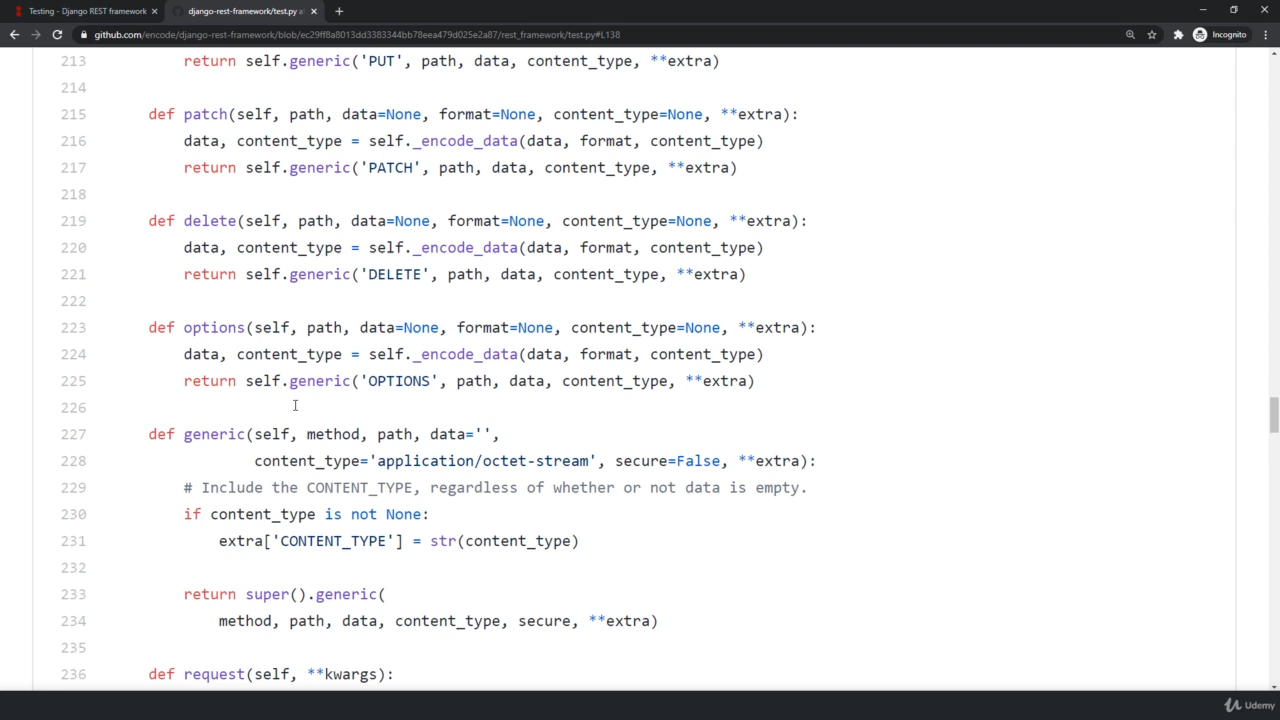 Testing - Django REST framework
django-rest-framework/test.py a
github.com/encode/django-rest-framework/blob/ec29ff8a8013dd3383344bb78eea479d025e2a87/rest_framework/test.py#L138
Incognito
213 return self.generic('PUT', path, data, content_type, **extra)
214
215 def patch(self, path, data=None, format=None, content_type=None, **extra):
216 data, content_type = self._encode_data(data, format, content_type)
217 return self.generic('PATCH', path, data, content_type, **extra)
218
219 def delete(self, path, data=None, format=None, content_type=None, **extra):
220 data, content_type = self._encode_data(data, format, content_type)
221 return self.generic('DELETE', path, data, content_type, **extra)
222
223 def options(self, path, data=None, format=None, content_type=None, **extra):
224 data, content_type = self._encode_data(data, format, content_type)
225 return self.generic('OPTIONS', path, data, content_type, **extra)
226
227 def generic(self, method, path, data='',
228 content_type='application/octet-stream', secure=False, **extra):
229 # Include the CONTENT_TYPE, regardless of whether or not data is empty.
230 if content_type is not None:
231 extra['CONTENT_TYPE'] = str(content_type)
232
233 return super().generic(
234 method, path, data, content_type, secure, **extra)
235
236 def request(self, **kwargs):
Udemy